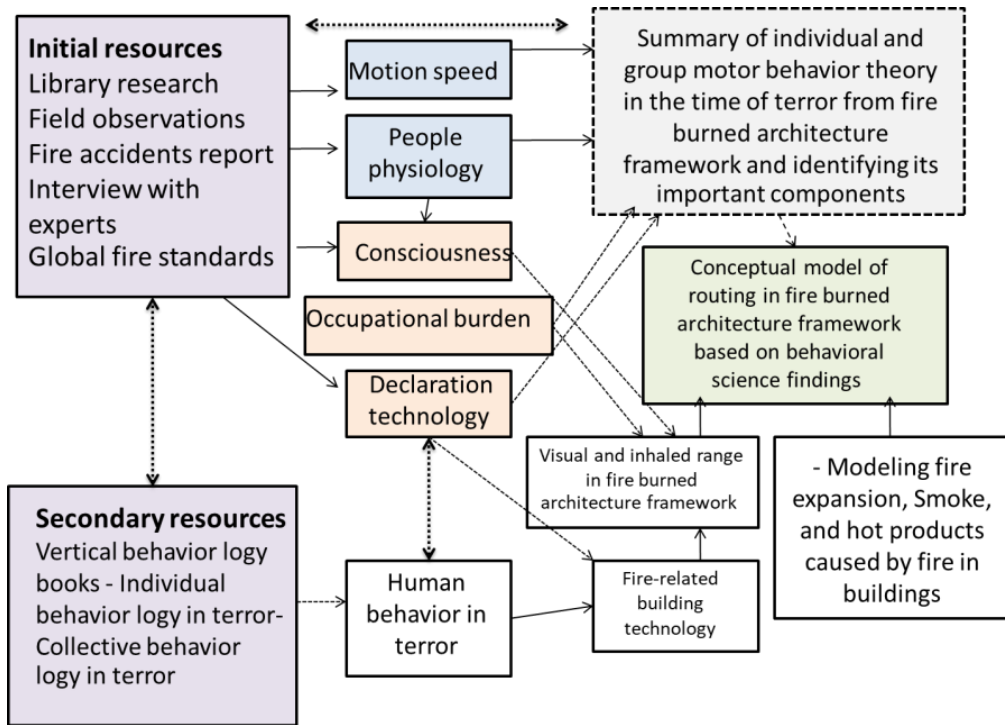 Initial resources
Library research
Field observations
Fire accidents report
Interview with
experts
Global fire standards
Motion speed
People
physiology
Consciousness
Occupational burden
Declaration
technology
Summary of individual and
group motor behavior theory
in the time of terror from fire
burned architecture
framework and identifying its
important components
Conceptual model of
routing in fire burned
architecture framework
based on behavioral
science findings
Visual and inhaled range
in fire burned
architecture framework
- Modeling fire
expansion, Smoke,
and hot products
caused by fire in
buildings
Secondary resources
Vertical behavior logy
books - Individual
behavior logy in terror-
Collective behavior
logy in terror
Human
behavior in
terror
Fire-related
building
technology